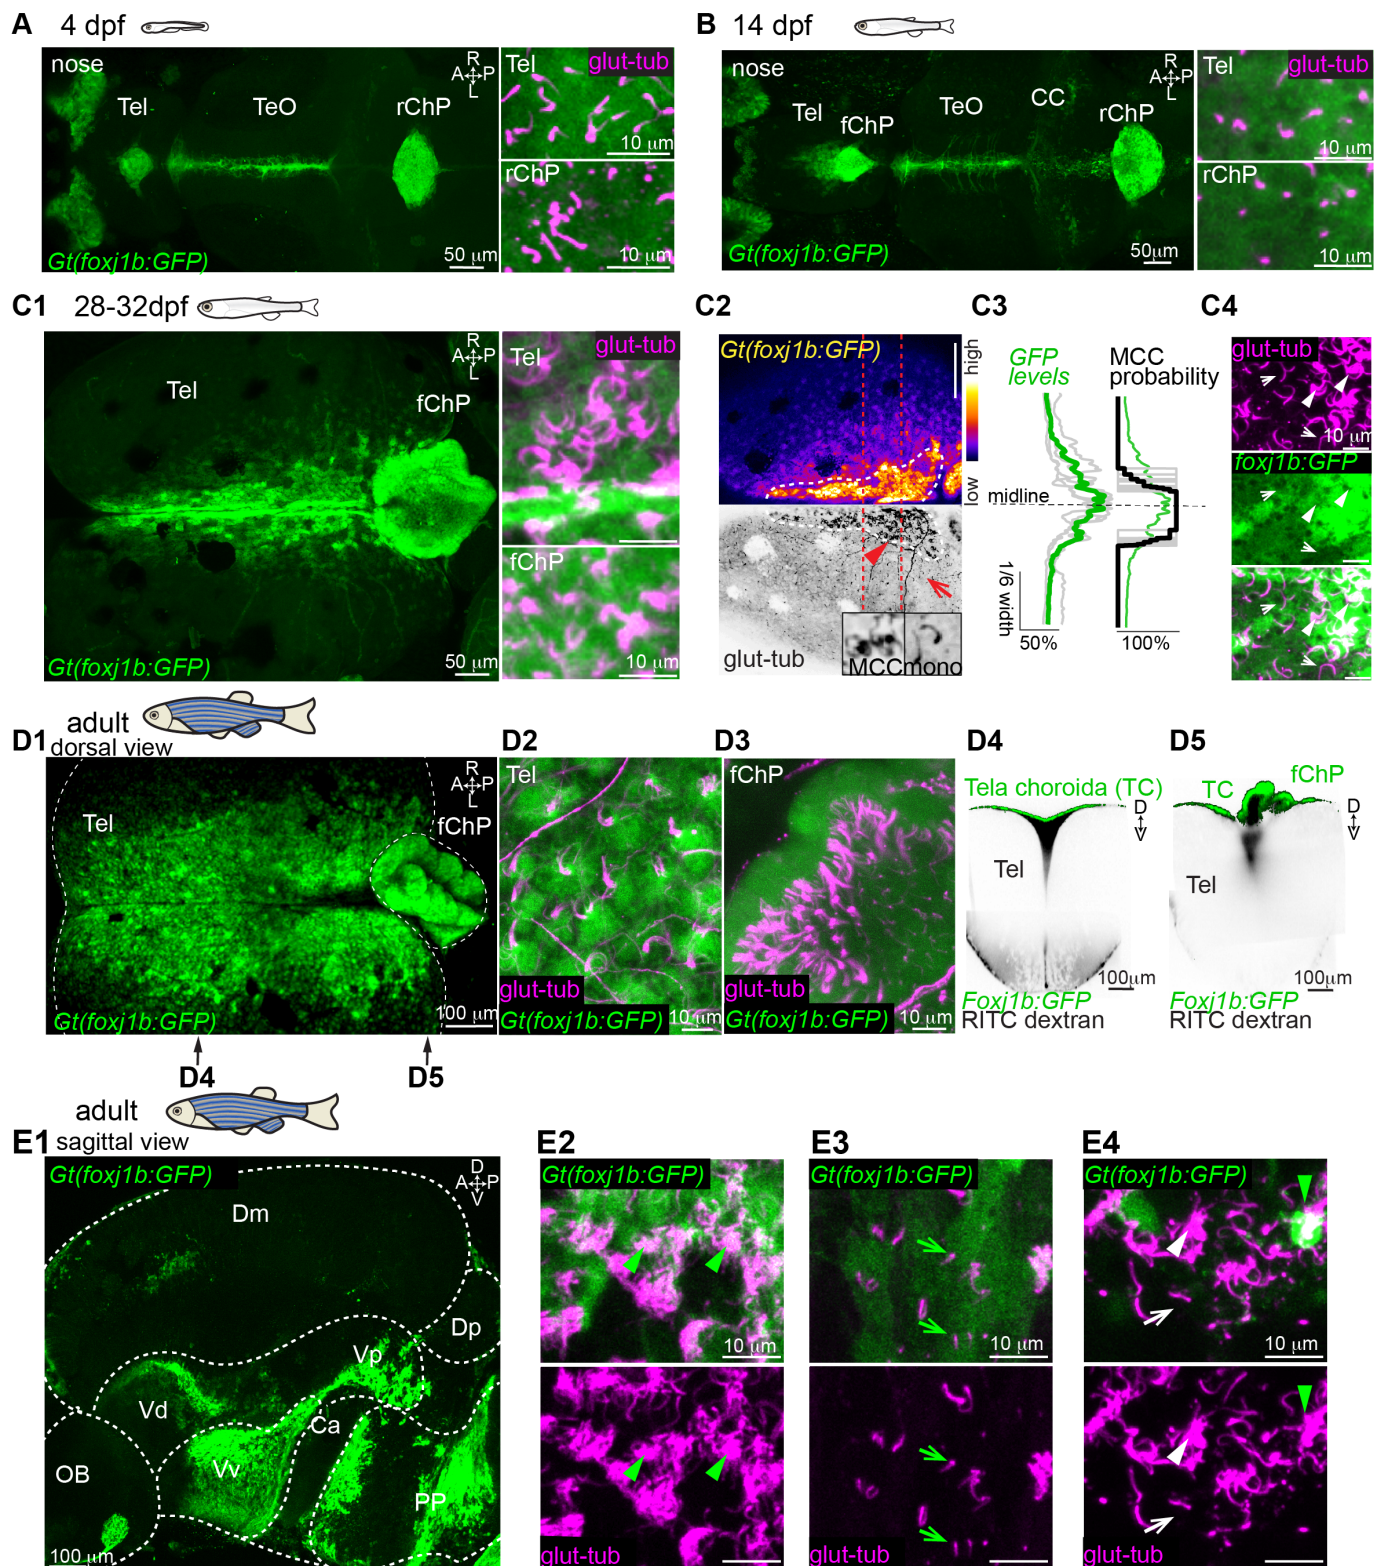 A 4 dpf
nose
Tel
TeO
rChP
R
A P
L
Gt(foxj1b:GFP)
50 µm
Tel
glut-tub
10 µm
rChP
10 µm
B 14 dpf
nose
Tel
fChP
TeO
CC
rChP
R
A P
L
Gt(foxj1b:GFP)
50µm
Tel
glut-tub
10 µm
rChP
10 µm
C1 28-32dpf
Tel
fChP
R
A P
L
Gt(foxj1b:GFP)
50 µm
Tel
glut-tub
fChP
10 µm
C2
Gt(foxj1b:GFP)
high
low
glut-tub
MCC
mono
C3
GFP
levels
MCC
probability
midline
1/6 width
50%
100%
C4
glut-tub
10 µm
foxj1b:GFP
adult
D1 dorsal view
Tel
fChP
R
A P
L
Gt(foxj1b:GFP)
100 µm
D4
D5
D2
Tel
glut-tub
Gt(foxj1b:GFP)
10 µm
D3
fChP
glut-tub
Gt(foxj1b:GFP)
10 µm
D4
Tela choroida (TC)
D
V
Tel
100µm
Foxj1b:GFP
RITC dextran
D5
TC
fChP
D
V
Tel
100µm
Foxj1b:GFP
RITC dextran
adult
E1 sagittal view
Gt(foxj1b:GFP)
D
A P
V
Dm
Dp
Vp
Vd
Ca
Vv
OB
PP
100 µm
E2
Gt(foxj1b:GFP)
10 µm
glut-tub
E3
Gt(foxj1b:GFP)
10 µm
glut-tub
E4
Gt(foxj1b:GFP)
10 µm
glut-tub